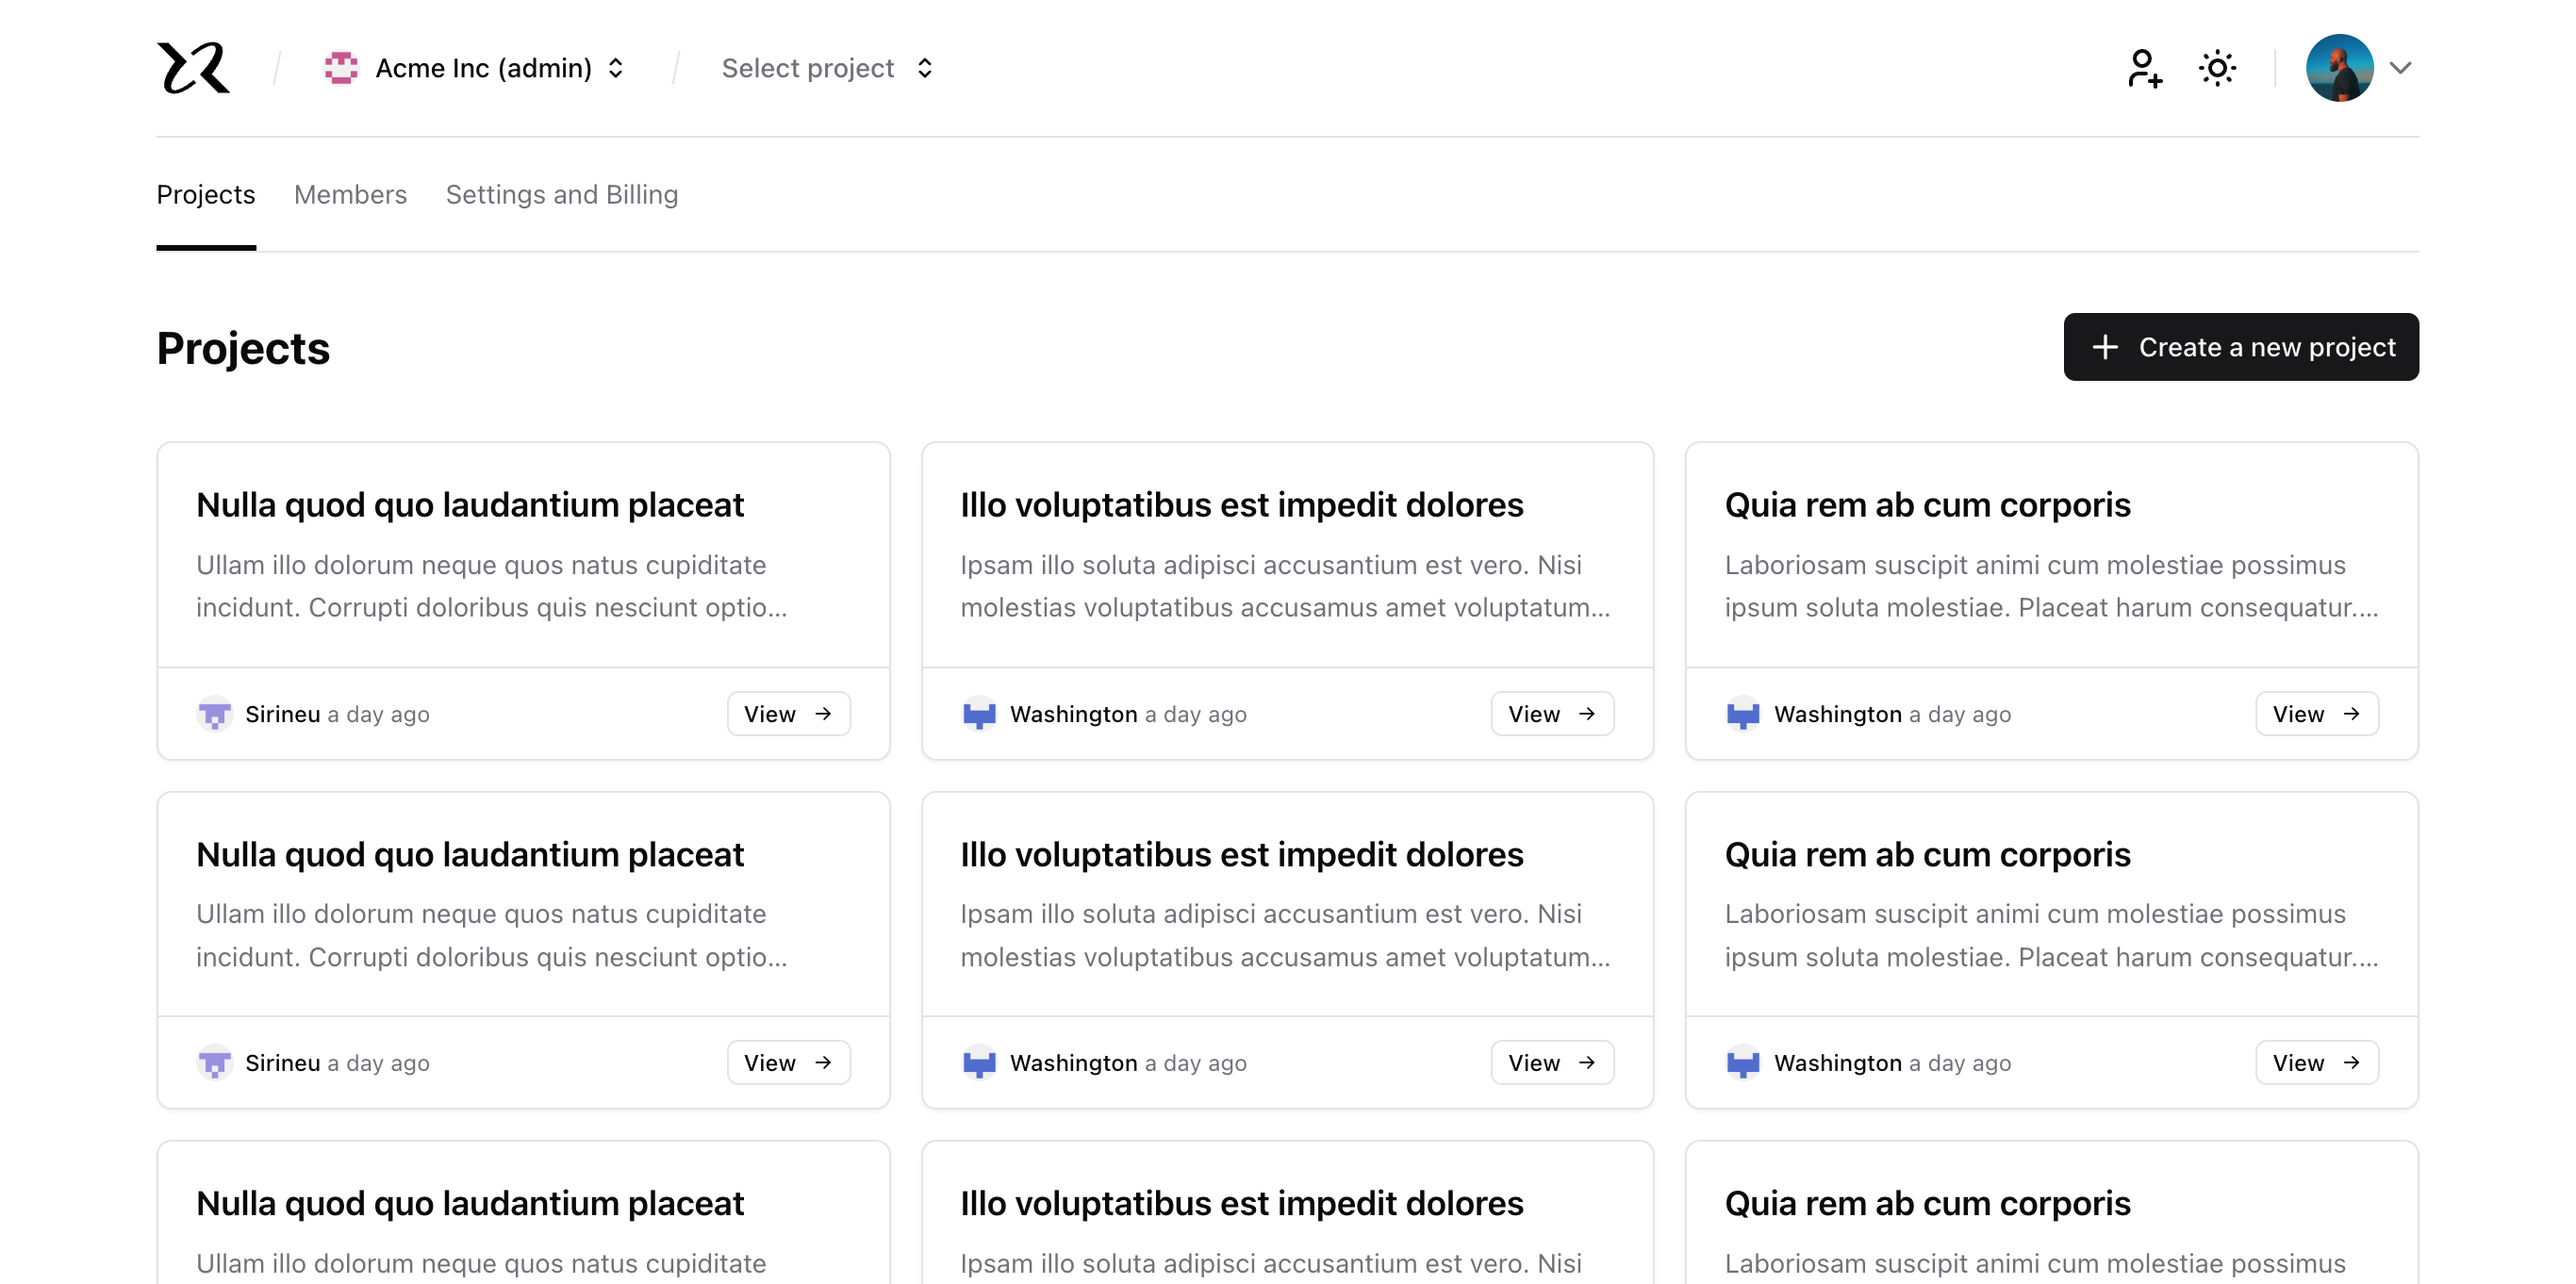 Acme Inc (admin)
Select project
Projects
Members
Settings and Billing
Projects
Create a new project
Nulla quod quo laudantium placeat
Ullam illo dolorum neque quos natus cupiditate
incidunt. Corrupti doloribus quis nesciunt optio...
Sirineu a day ago
View
Illo voluptatibus est impedit dolores
Ipsam illo soluta adipisci accusantium est vero. Nisi
molestias voluptatibus accusamus amet voluptatum...
Washington a day ago
View
Quia rem ab cum corporis
Laboriosam suscipit animi cum molestiae possimus
ipsum soluta molestiae. Placeat harum consequatur....
Washington a day ago
View
Nulla quod quo laudantium placeat
Ullam illo dolorum neque quos natus cupiditate
incidunt. Corrupti doloribus quis nesciunt optio...
Sirineu a day ago
View
Illo voluptatibus est impedit dolores
Ipsam illo soluta adipisci accusantium est vero. Nisi
molestias voluptatibus accusamus amet voluptatum...
Washington a day ago
View
Quia rem ab cum corporis
Laboriosam suscipit animi cum molestiae possimus
ipsum soluta molestiae. Placeat harum consequatur....
Washington a day ago
View
Nulla quod quo laudantium placeat
Ullam illo dolorum neque quos natus cupiditate
Illo voluptatibus est impedit dolores
Ipsam illo soluta adipisci accusantium est vero. Nisi
Quia rem ab cum corporis
Laboriosam suscipit animi cum molestiae possimus